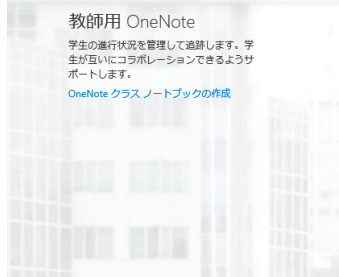 教師用 OneNote
学生の進行状況を管理して追跡します。学
生が互いにコラボレーションできるようサ
ポートします。
OneNote クラス ノートブックの作成